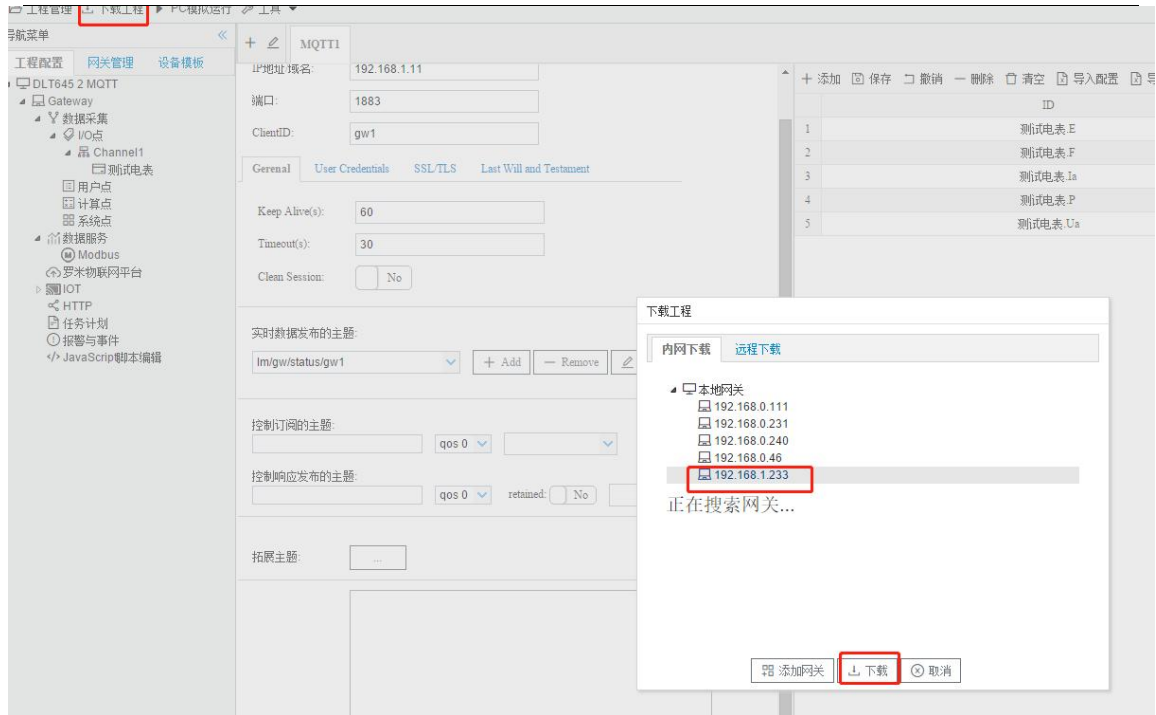 工程管理 下载工程 PC模拟运行 工具
导航菜单
工程配置 网关管理 设备模板
DLT645 2 MQTT
Gateway
数据采集
I/O点
Channel1
测试电表
用户点
计算点
系统点
数据服务
Modbus
罗米物联网平台
IOT
HTTP
任务计划
报警与事件
JavaScrip脚本编辑
MQTT1
IP地址/域名: 192.168.1.11
端口: 1883
ClientID: gw1
Gereral User Credentials SSL/TLS Last Will and Testament
Keep Alive(s): 60
Timeout(s): 30
Clean Session: No
实时数据发布的主题:
lm/gw/status/gw1 Add Remove
控制订阅的主题:
qos 0
控制响应发布的主题:
qos 0 retained: No
拓展主题: ...
添加 保存 撤销 删除 清空 导入配置 导
ID
1 测试电表.E
2 测试电表.F
3 测试电表.Ia
4 测试电表.P
5 测试电表.Ua
下载工程
内网下载 远程下载
本地网关
192.168.0.111
192.168.0.231
192.168.0.240
192.168.0.46
192.168.1.233
正在搜索网关...
添加网关 下载 取消